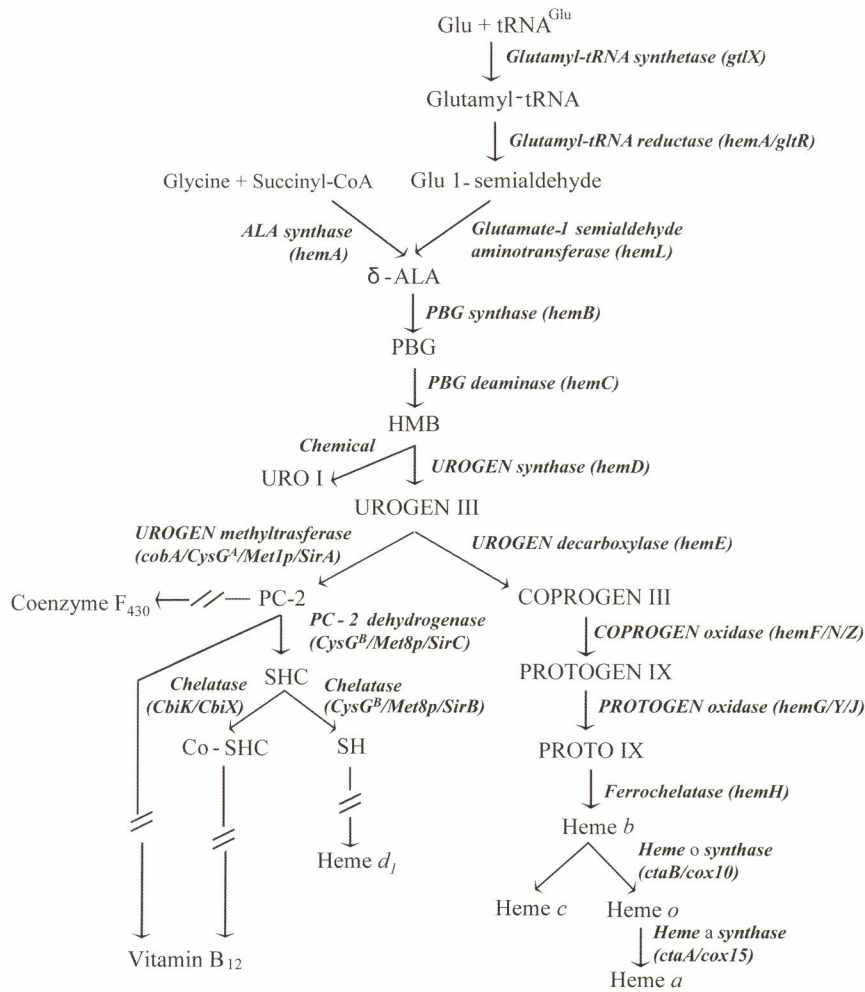 Glu + tRNA^Glu
Glutamyl-tRNA synthetase (gtlX)
Glutamyl-tRNA
Glutamyl-tRNA reductase (hemA/gltR)
Glycine + Succinyl-CoA
Glu 1-semialdehyde
ALA synthase
(hemA)
Glutamate-1 semialdehyde
aminotransferase (hemL)
δ-ALA
PBG synthase (hemB)
PBG
PBG deaminase (hemC)
HMB
Chemical
URO I
UROGEN synthase (hemD)
UROGEN III
UROGEN methyltrasferase
(cobA/CysG^A/Met1p/SirA)
UROGEN decarboxylase (hemE)
Coenzyme F430
PC-2
COPROGEN III
PC-2 dehydrogenase
(CysG^B/Met8p/SirC)
COPROGEN oxidase (hemF/N/Z)
SHC
PROTOGEN IX
Chelatase
(CbiK/CbiX)
Chelatase
(CysG^B/Met8p/SirB)
PROTOGEN oxidase (hemG/Y/J)
Co-SHC
SH
PROTO IX
Ferrochelatase (hemH)
Heme d1
Heme b
Heme o synthase
(ctaB/cox10)
Heme c
Heme o
Heme a synthase
(ctaA/cox15)
Vitamin B12
Heme a